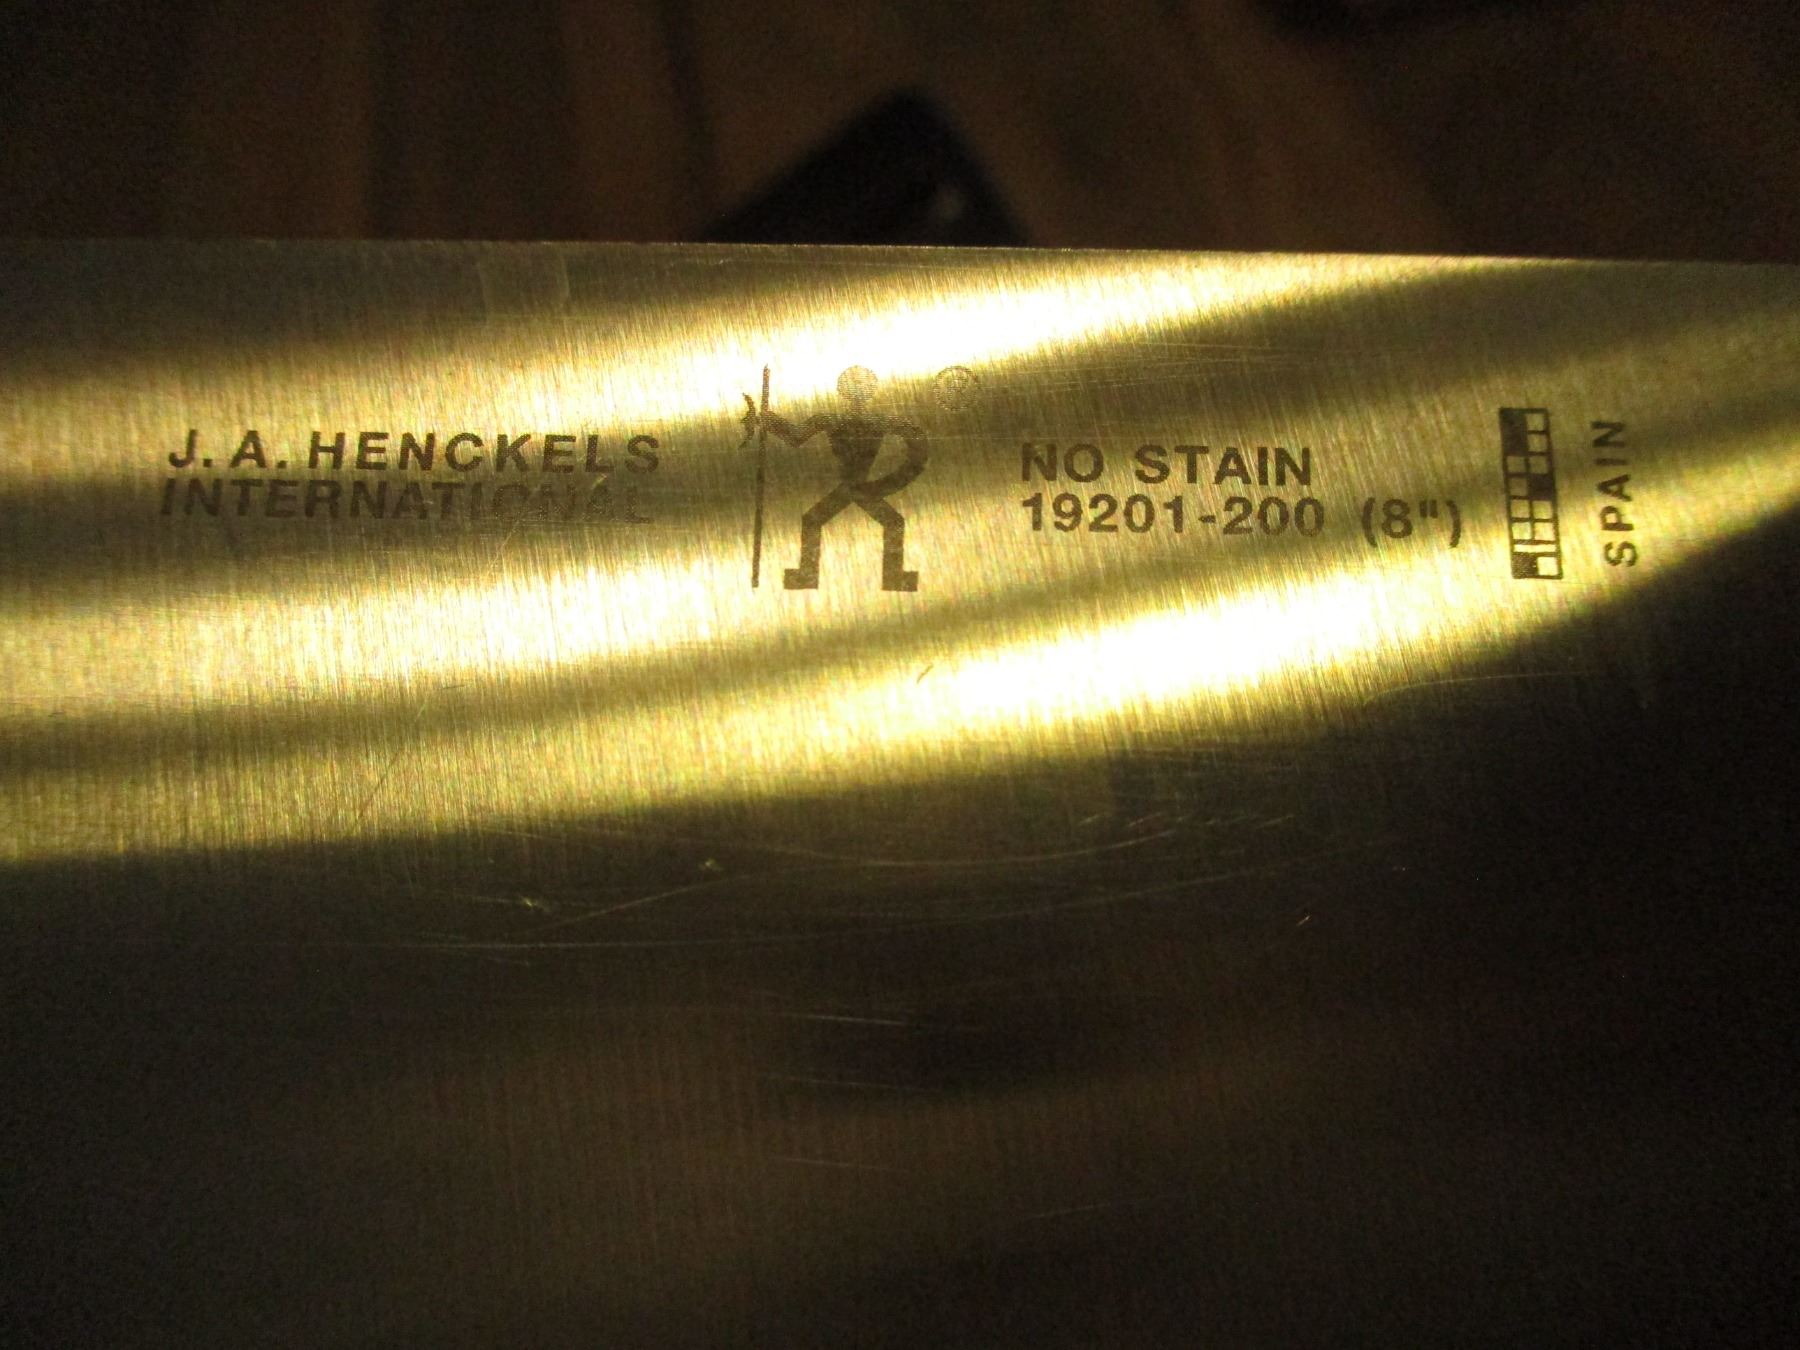 J. A. HENCKELS
INTERNATIONAL
®
NO STAIN
19201-200 (8")
SPAIN